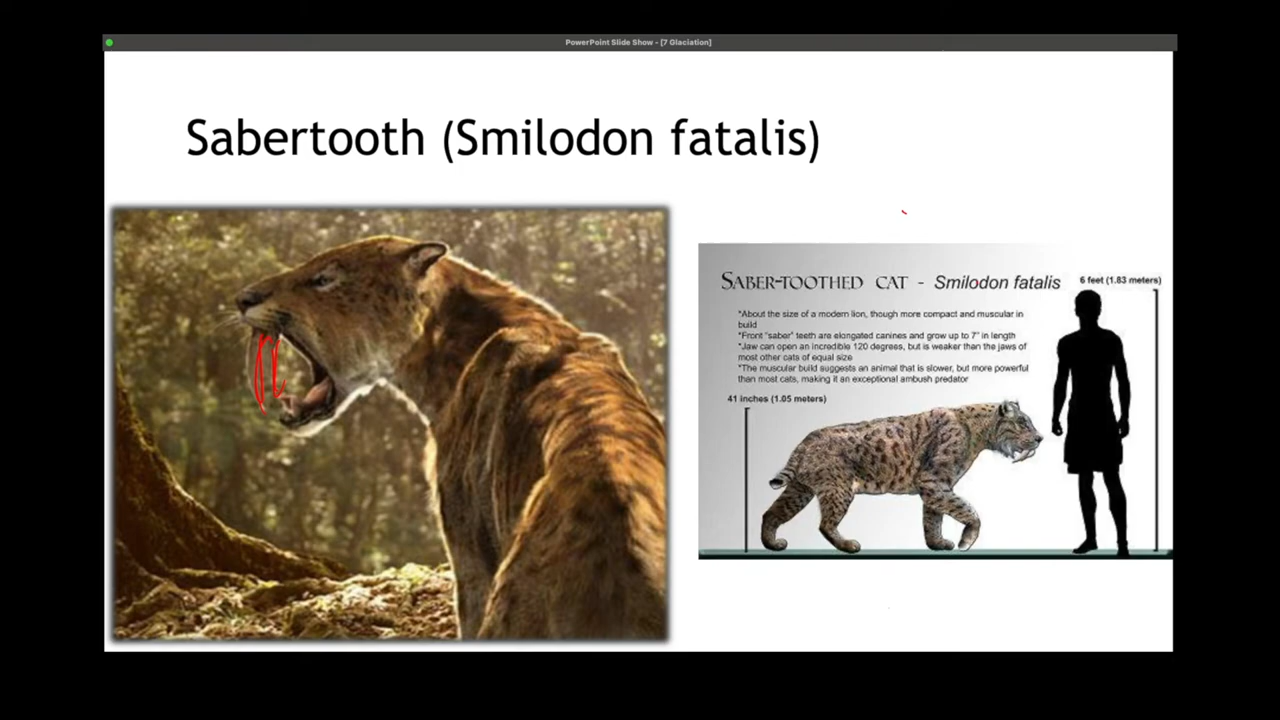 PowerPoint Slide Show - [7 Glaciation]
Sabertooth (Smilodon fatalis)
SABER-TOOTHED CAT - Smilodon fatalis
6 feet (1.83 meters)
*About the size of a modern lion, though more compact and muscular in
build
*Front "saber" teeth are elongated canines and grow up to 7" in length
*Jaw can open an incredible 120 degrees, but is weaker than the jaws of
most other cats of equal size
*The muscular build suggests an animal that is slower, but more powerful
than most cats, making it an exceptional ambush predator
41 inches (1.05 meters)